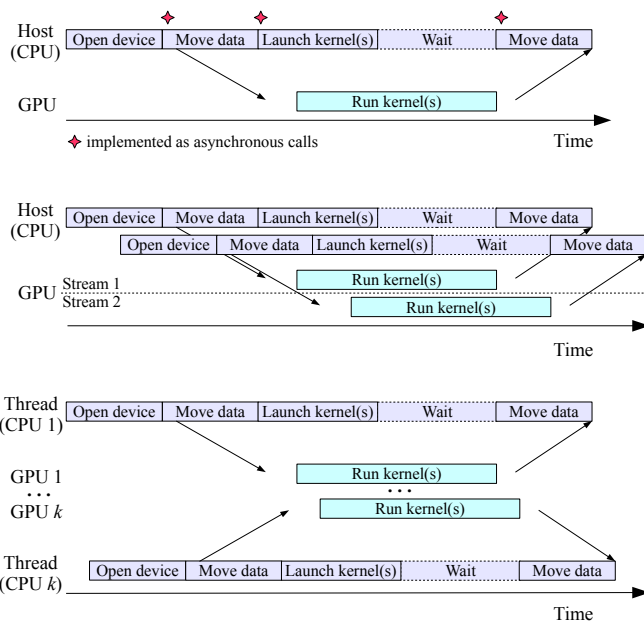 Host
(CPU)
Open device Move data Launch kernel(s) Wait Move data
GPU
Run kernel(s)
implemented as asynchronous calls
Time
Host
(CPU)
Open device Move data Launch kernel(s) Wait Move data
Open device Move data Launch kernel(s) Wait Move data
GPU
Stream 1
Run kernel(s)
Stream 2
Run kernel(s)
Time
Thread
(CPU 1)
Open device Move data Launch kernel(s) Wait Move data
GPU 1
Run kernel(s)
... ...
GPU k
Run kernel(s)
Thread
(CPU k)
Open device Move data Launch kernel(s) Wait Move data
Time